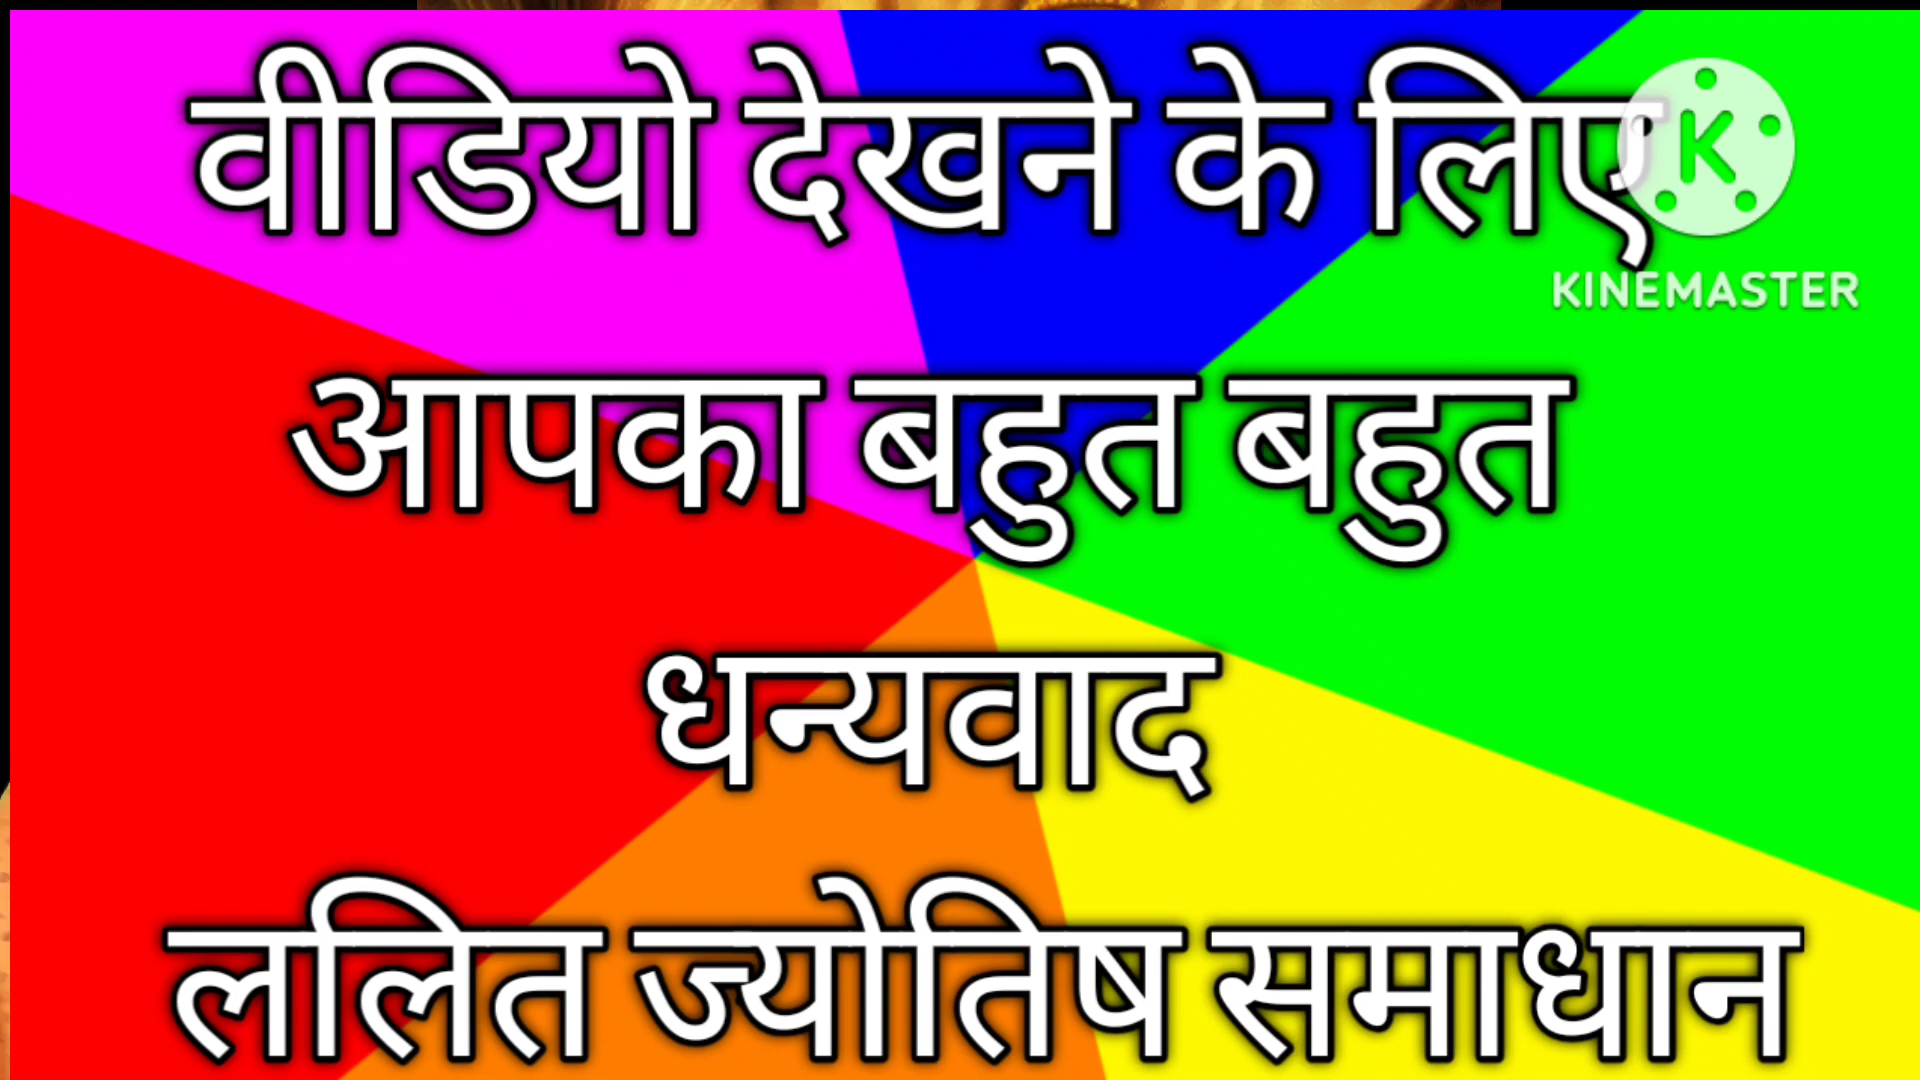 वीडियो देखने के लिए
KINEMASTER
आपका बहुत बहुत
धन्यवाद
ललित ज्योतिष समाधान